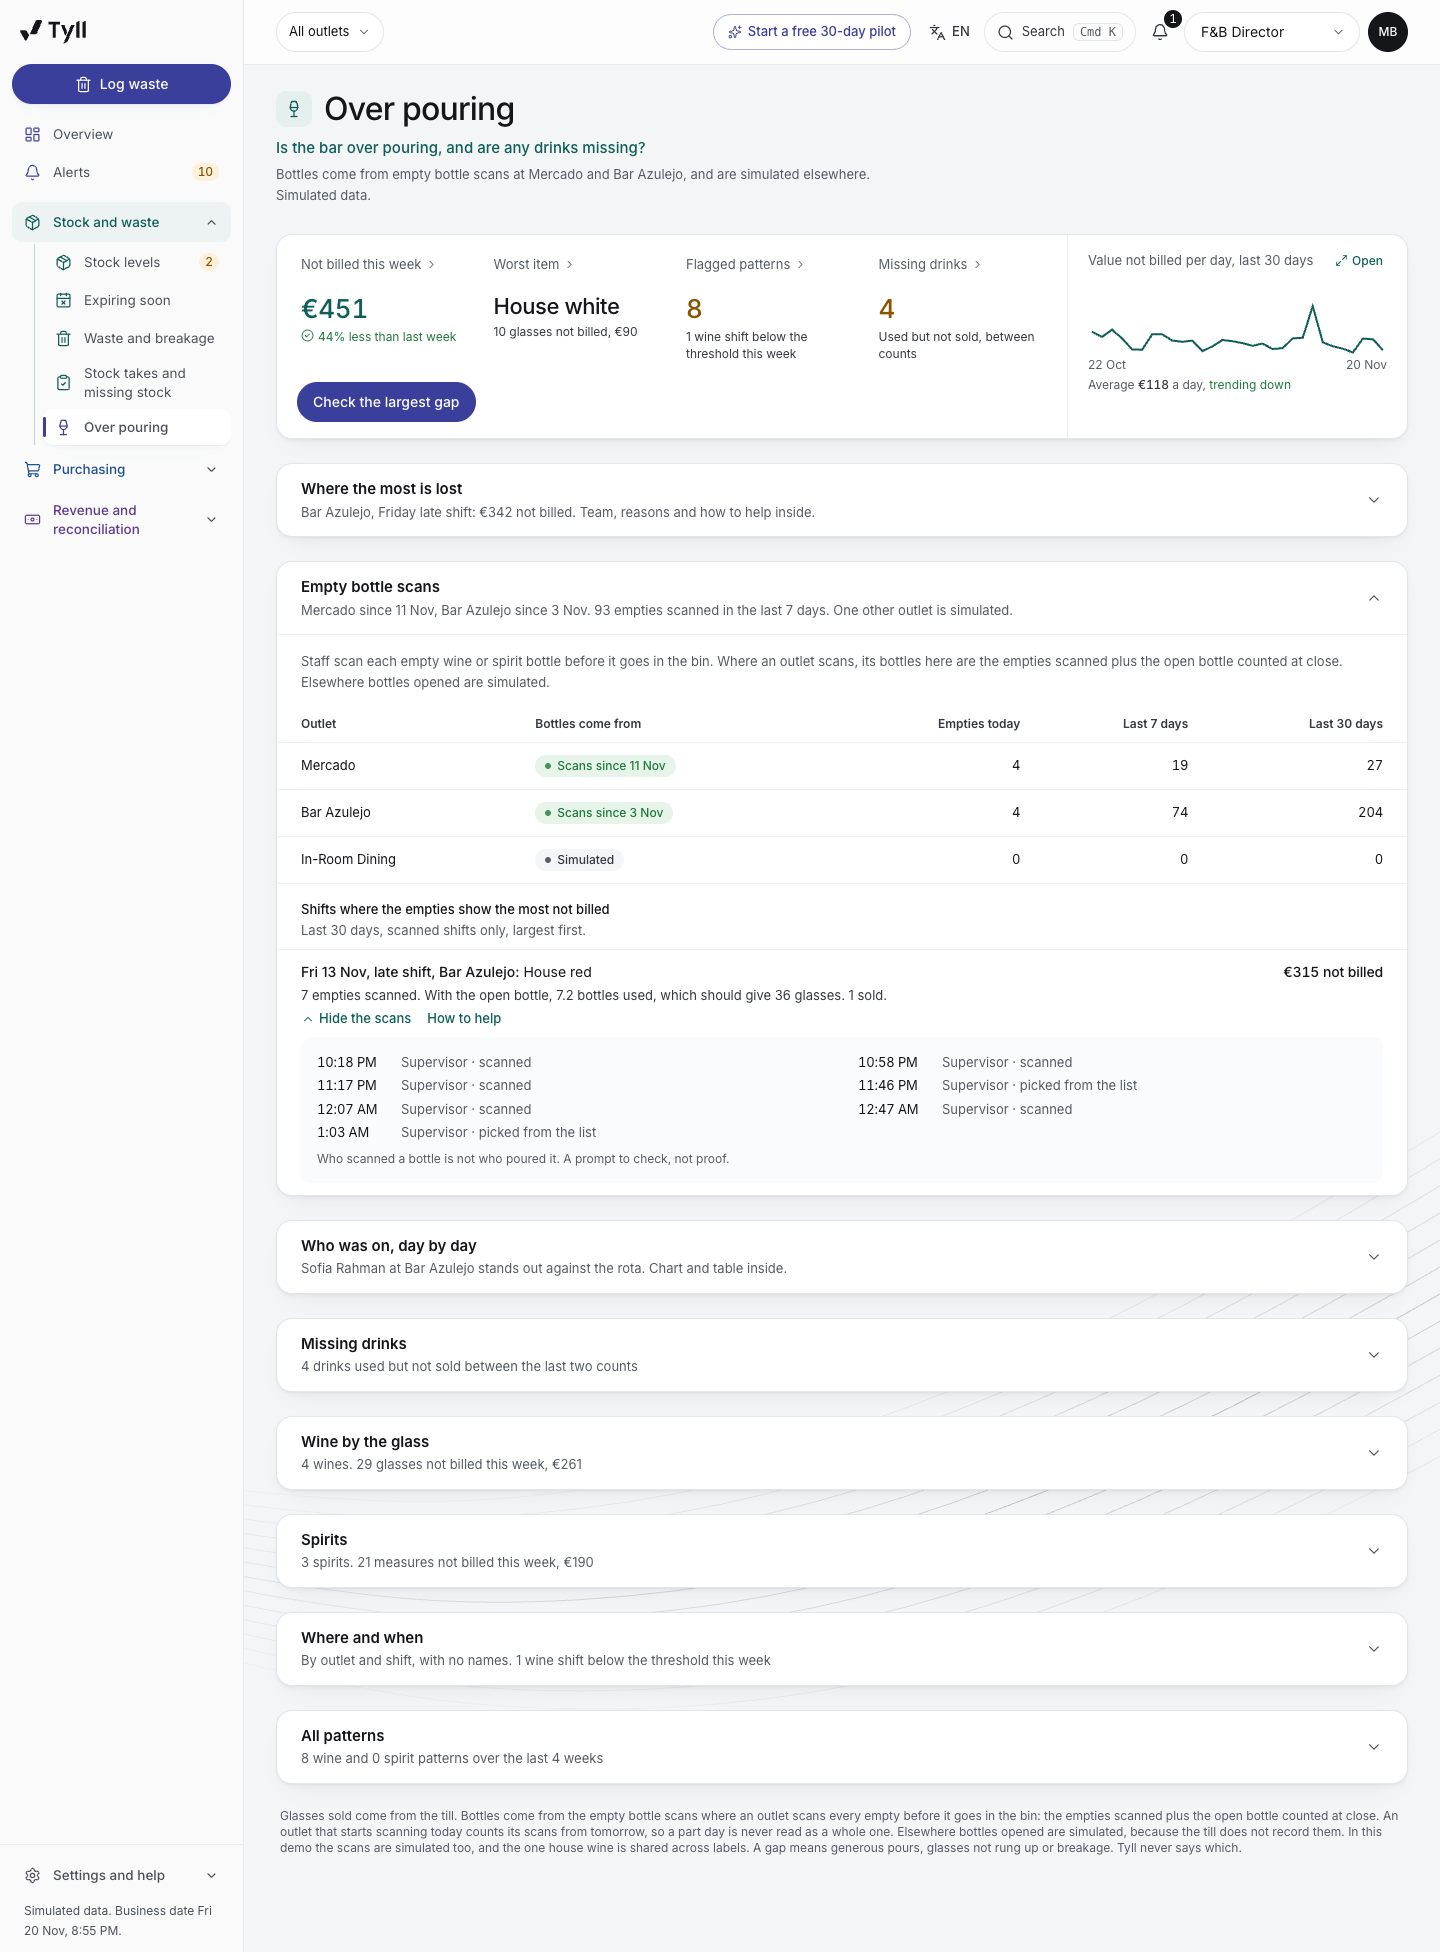 Tyll
Log waste
Overview
Alerts 10
Stock and waste
Stock levels 2
Expiring soon
Waste and breakage
Stock takes and
missing stock
Over pouring
Purchasing
Revenue and
reconciliation
Settings and help
Simulated data. Business date Fri
20 Nov, 8:55 PM.
All outlets
Start a free 30-day pilot
EN
Search Cmd K
1
F&B Director
MB
Over pouring
Is the bar over pouring, and are any drinks missing?
Bottles come from empty bottle scans at Mercado and Bar Azulejo, and are simulated elsewhere.
Simulated data.
Not billed this week
€451
44% less than last week
Worst item
House white
10 glasses not billed, €90
Flagged patterns
8
1 wine shift below the
threshold this week
Missing drinks
4
Used but not sold, between
counts
Check the largest gap
Value not billed per day, last 30 days Open
22 Oct 20 Nov
Average €118 a day, trending down
Where the most is lost
Bar Azulejo, Friday late shift: €342 not billed. Team, reasons and how to help inside.
Empty bottle scans
Mercado since 11 Nov, Bar Azulejo since 3 Nov. 93 empties scanned in the last 7 days. One other outlet is simulated.
Staff scan each empty wine or spirit bottle before it goes in the bin. Where an outlet scans, its bottles here are the empties scanned plus the open bottle counted at close.
Elsewhere bottles opened are simulated.
Outlet Bottles come from Empties today Last 7 days Last 30 days
Mercado Scans since 11 Nov 4 19 27
Bar Azulejo Scans since 3 Nov 4 74 204
In-Room Dining Simulated 0 0 0
Shifts where the empties show the most not billed
Last 30 days, scanned shifts only, largest first.
Fri 13 Nov, late shift, Bar Azulejo: House red €315 not billed
7 empties scanned. With the open bottle, 7.2 bottles used, which should give 36 glasses. 1 sold.
Hide the scans How to help
10:18 PM Supervisor · scanned 10:58 PM Supervisor · scanned
11:17 PM Supervisor · scanned 11:46 PM Supervisor · picked from the list
12:07 AM Supervisor · scanned 12:47 AM Supervisor · scanned
1:03 AM Supervisor · picked from the list
Who scanned a bottle is not who poured it. A prompt to check, not proof.
Who was on, day by day
Sofia Rahman at Bar Azulejo stands out against the rota. Chart and table inside.
Missing drinks
4 drinks used but not sold between the last two counts
Wine by the glass
4 wines. 29 glasses not billed this week, €261
Spirits
3 spirits. 21 measures not billed this week, €190
Where and when
By outlet and shift, with no names. 1 wine shift below the threshold this week
All patterns
8 wine and 0 spirit patterns over the last 4 weeks
Glasses sold come from the till. Bottles come from the empty bottle scans where an outlet scans every empty before it goes in the bin: the empties scanned plus the open bottle counted at close. An
outlet that starts scanning today counts its scans from tomorrow, so a part day is never read as a whole one. Elsewhere bottles opened are simulated, because the till does not record them. In this
demo the scans are simulated too, and the one house wine is shared across labels. A gap means generous pours, glasses not rung up or breakage. Tyll never says which.